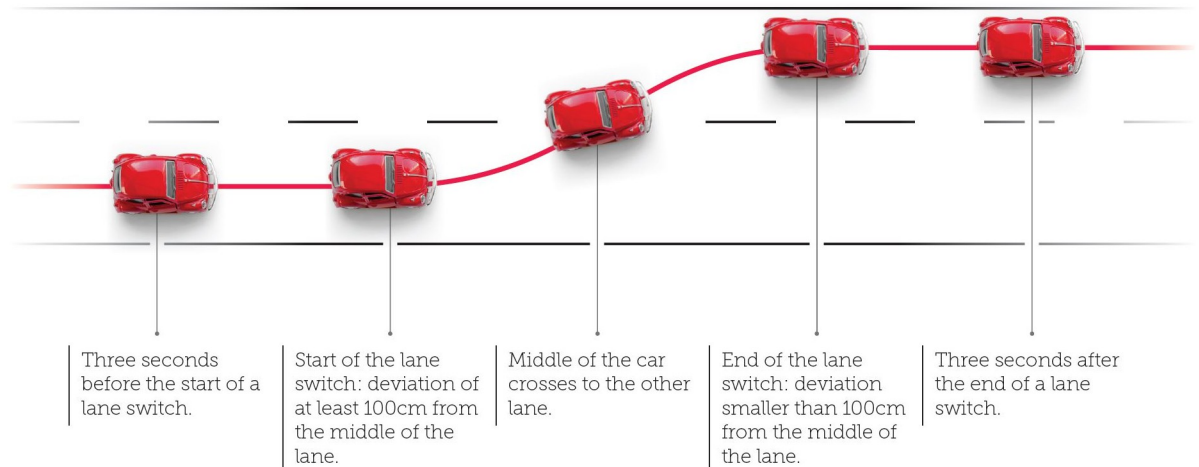 Three seconds
before the start of a
lane switch.
Start of the lane
switch: deviation of
at least 100cm from
the middle of the
lane.
Middle of the car
crosses to the other
lane.
End of the lane
switch: deviation
smaller than 100cm
from the middle of
the lane.
Three seconds after
the end of a lane
switch.